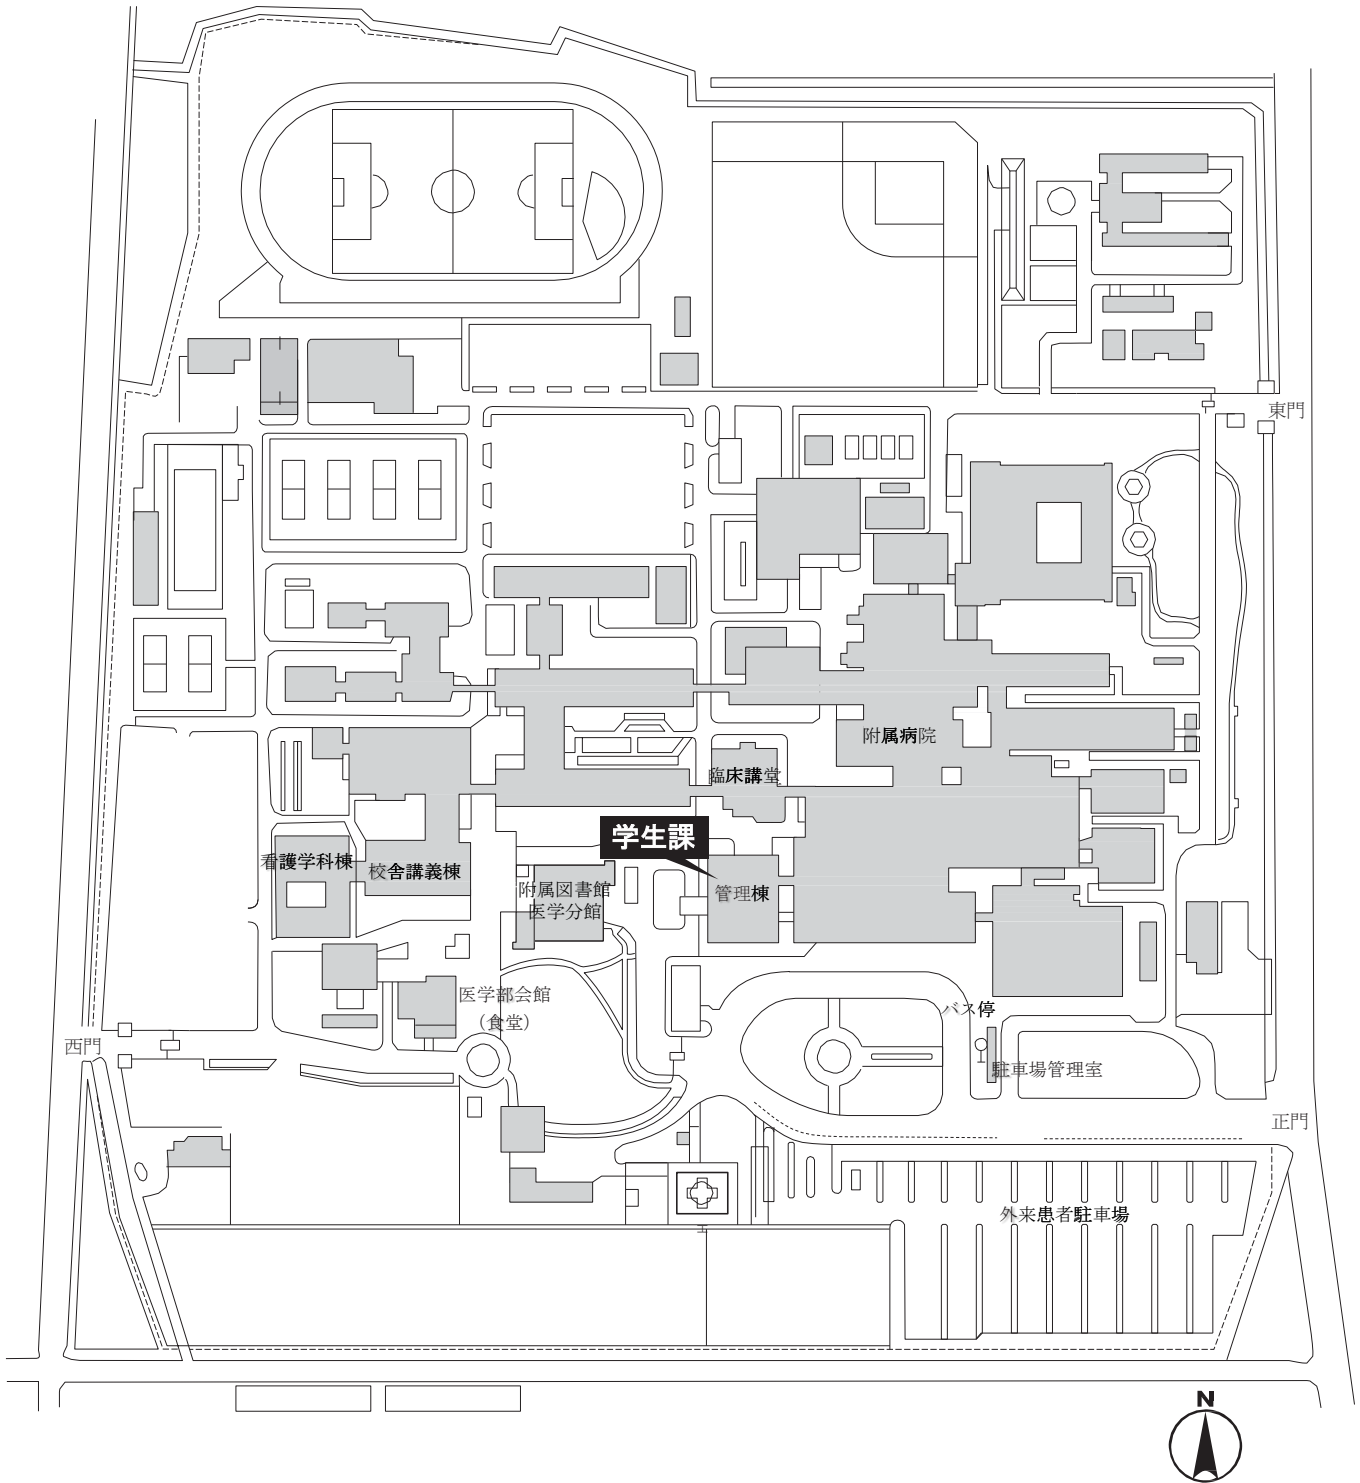 東門
附属病院
臨床講堂
学生課
看護学科棟
校舎講義棟
附属図書館
医学分館
管理棟
医学部会館
（食堂）
バス停
西門
駐車場管理室
正門
外来患者駐車場
N